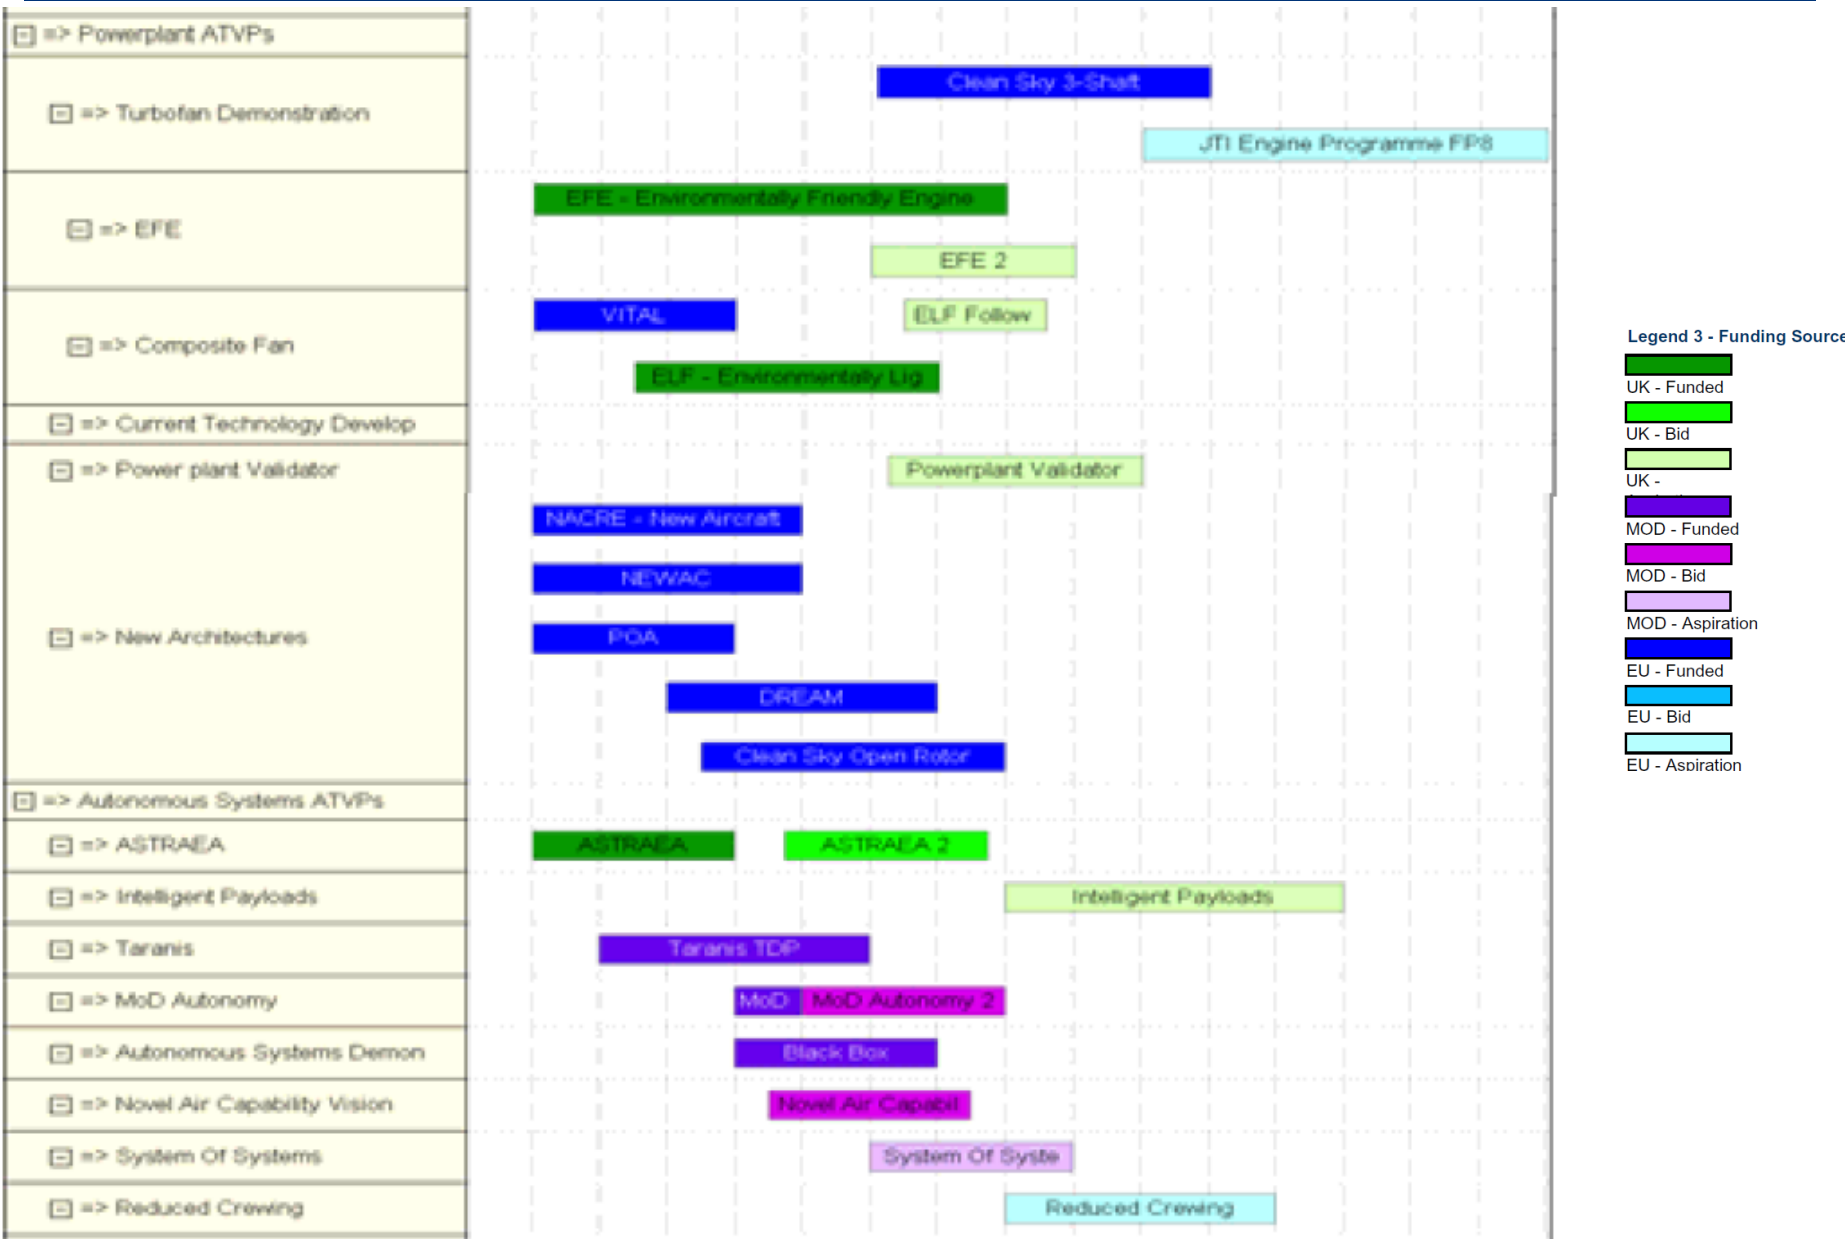 => Powerplant ATVPs
=> Turbofan Demonstration
Clean Sky 3-Shaft
JTI Engine Programme FP8
=> EFE
EFE - Environmentally Friendly Engine
EFE 2
=> Composite Fan
VITAL
ELF Follow
ELF - Environmentally Lig
=> Current Technology Develop
=> Power plant Validator
Powerplant Validator
=> New Architectures
NACRE - New Aircraft
NEWAC
POA
DREAM
Clean Sky Open Rotor
=> Autonomous Systems ATVPs
=> ASTRAEA
ASTRAEA
ASTRAEA 2
=> Intelligent Payloads
Intelligent Payloads
=> Taranis
Taranis TDP
=> MoD Autonomy
MoD
MoD Autonomy 2
=> Autonomous Systems Demon
Black Box
=> Novel Air Capability Vision
Novel Air Capabil
=> System Of Systems
System Of Syste
=> Reduced Crewing
Reduced Crewing
Legend 3 - Funding Source
UK - Funded
UK - Bid
UK -
MOD - Funded
MOD - Bid
MOD - Aspiration
EU - Funded
EU - Bid
EU - Aspiration